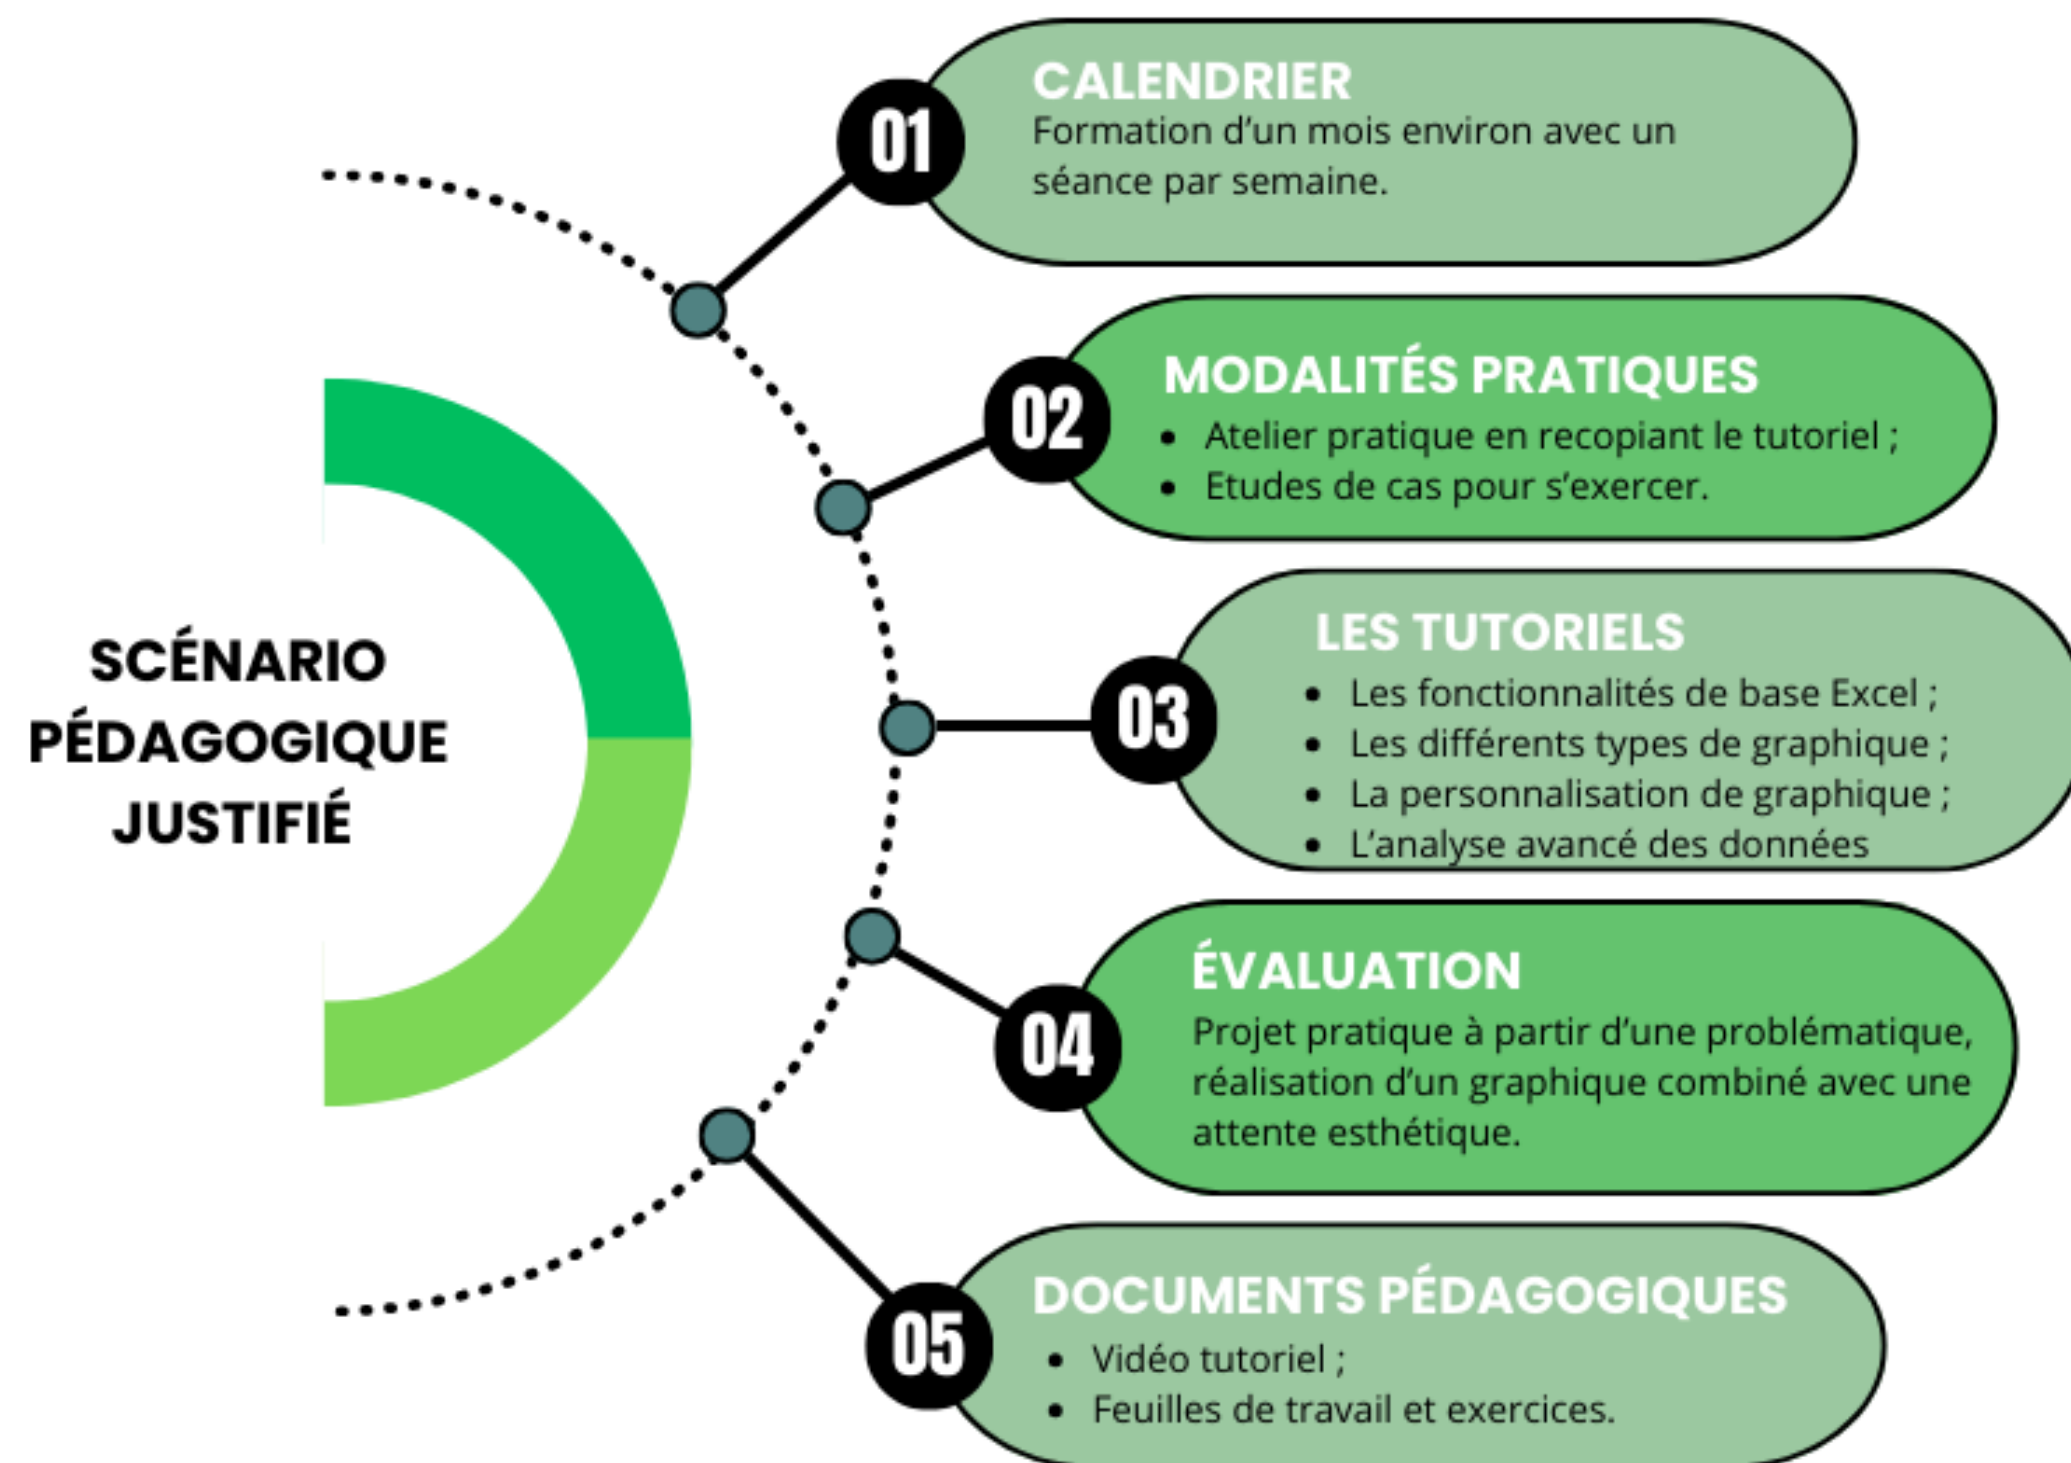 SCÉNARIO
PÉDAGOGIQUE
JUSTIFIÉ
01
CALENDRIER
Formation d’un mois environ avec un
séance par semaine.
02
MODALITÉS PRATIQUES
• Atelier pratique en recopiant le tutoriel ;
• Etudes de cas pour s’exercer.
03
LES TUTORIELS
• Les fonctionnalités de base Excel ;
• Les différents types de graphique ;
• La personnalisation de graphique ;
• L’analyse avancé des données
04
ÉVALUATION
Projet pratique à partir d’une problématique,
réalisation d’un graphique combiné avec une
attente esthétique.
05
DOCUMENTS PÉDAGOGIQUES
• Vidéo tutoriel ;
• Feuilles de travail et exercices.